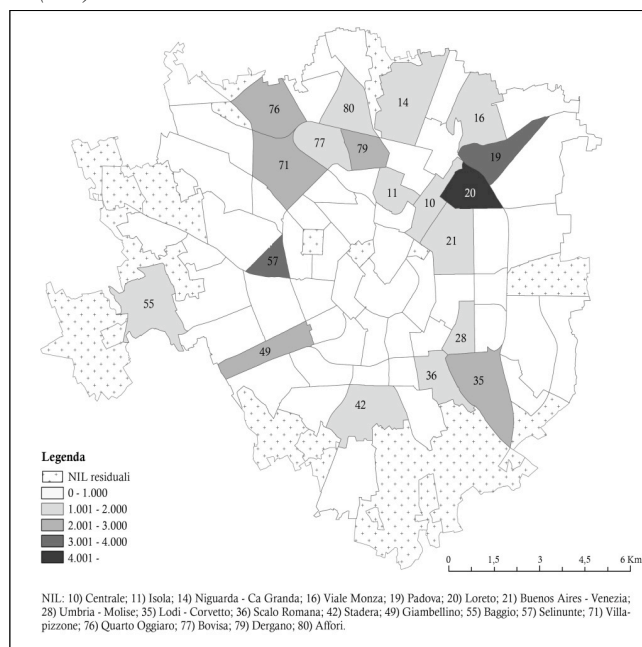 76
80
14
16
77
79
19
71
11
10
20
21
57
55
28
49
36
35
42
Legenda
NIL residuali
0 - 1.000
1.001 - 2.000
2.001 - 3.000
3.001 - 4.000
4.001 -
0 1,5 3 4,5 6 Km
NIL: 10) Centrale; 11) Isola; 14) Niguarda - Ca Granda; 16) Viale Monza; 19) Padova; 20) Loreto; 21) Buenos Aires - Venezia;
28) Umbria - Molise; 35) Lodi - Corvetto; 36) Scalo Romana; 42) Stadera; 49) Giambellino; 55) Baggio; 57) Selinunte; 71) Villa-
pizzone; 76) Quarto Oggiaro; 77) Bovisa; 79) Dergano; 80) Affori.